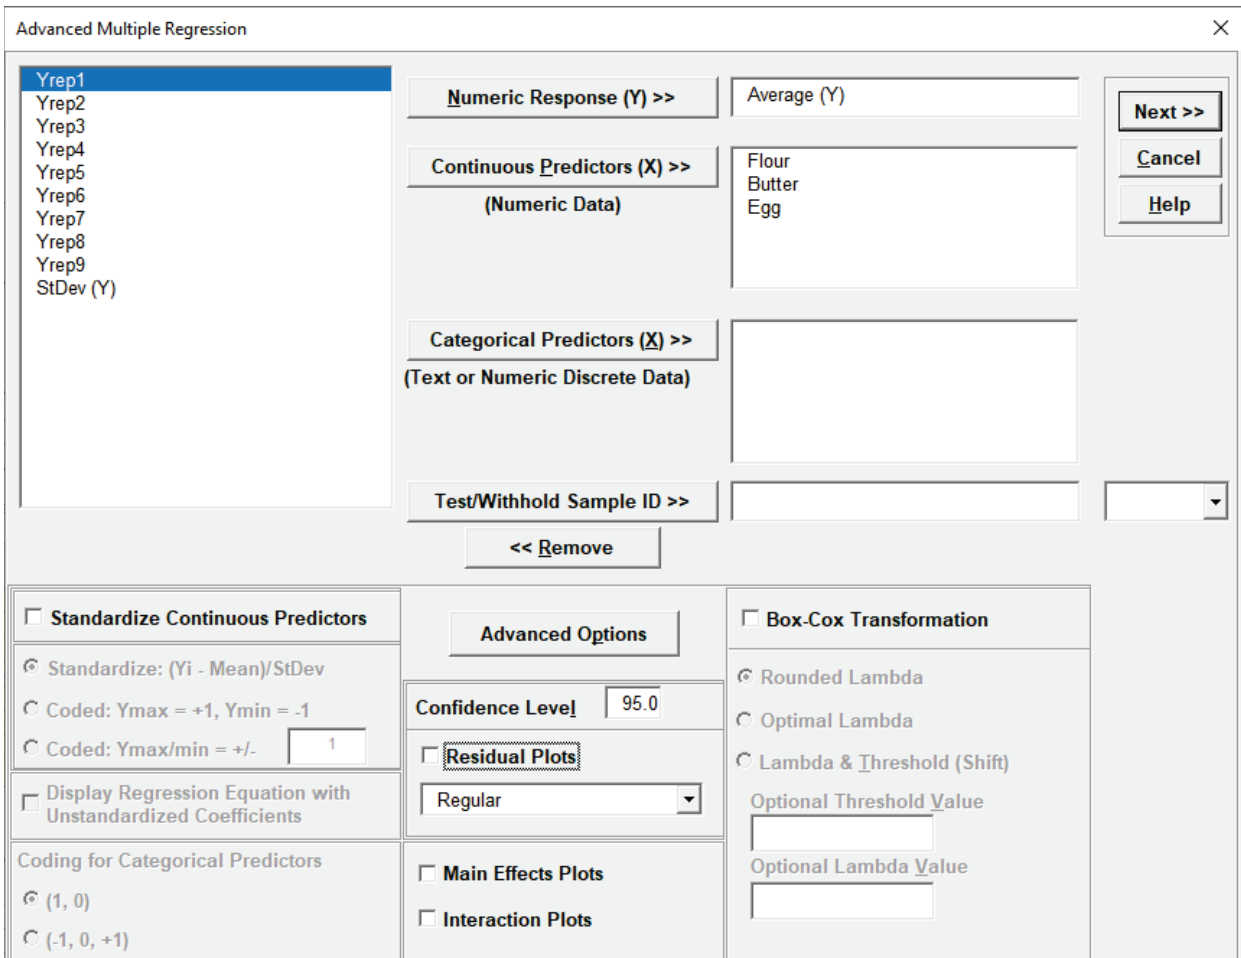 Advanced Multiple Regression
Yrep1
Yrep2
Yrep3
Yrep4
Yrep5
Yrep6
Yrep7
Yrep8
Yrep9
StDev (Y)
Numeric Response (Y) >>
Average (Y)
Continuous Predictors (X) >>
(Numeric Data)
Flour
Butter
Egg
Categorical Predictors (X) >>
(Text or Numeric Discrete Data)
Test/Withhold Sample ID >>
<< Remove
Next >>
Cancel
Help
Standardize Continuous Predictors
Standardize: (Yi - Mean)/StDev
Coded: Ymax = +1, Ymin = -1
Coded: Ymax/min = +/- 1
Display Regression Equation with
Unstandardized Coefficients
Coding for Categorical Predictors
(1, 0)
(-1, 0, +1)
Advanced Options
Confidence Level 95.0
Residual Plots
Regular
Main Effects Plots
Interaction Plots
Box-Cox Transformation
Rounded Lambda
Optimal Lambda
Lambda & Threshold (Shift)
Optional Threshold Value
Optional Lambda Value